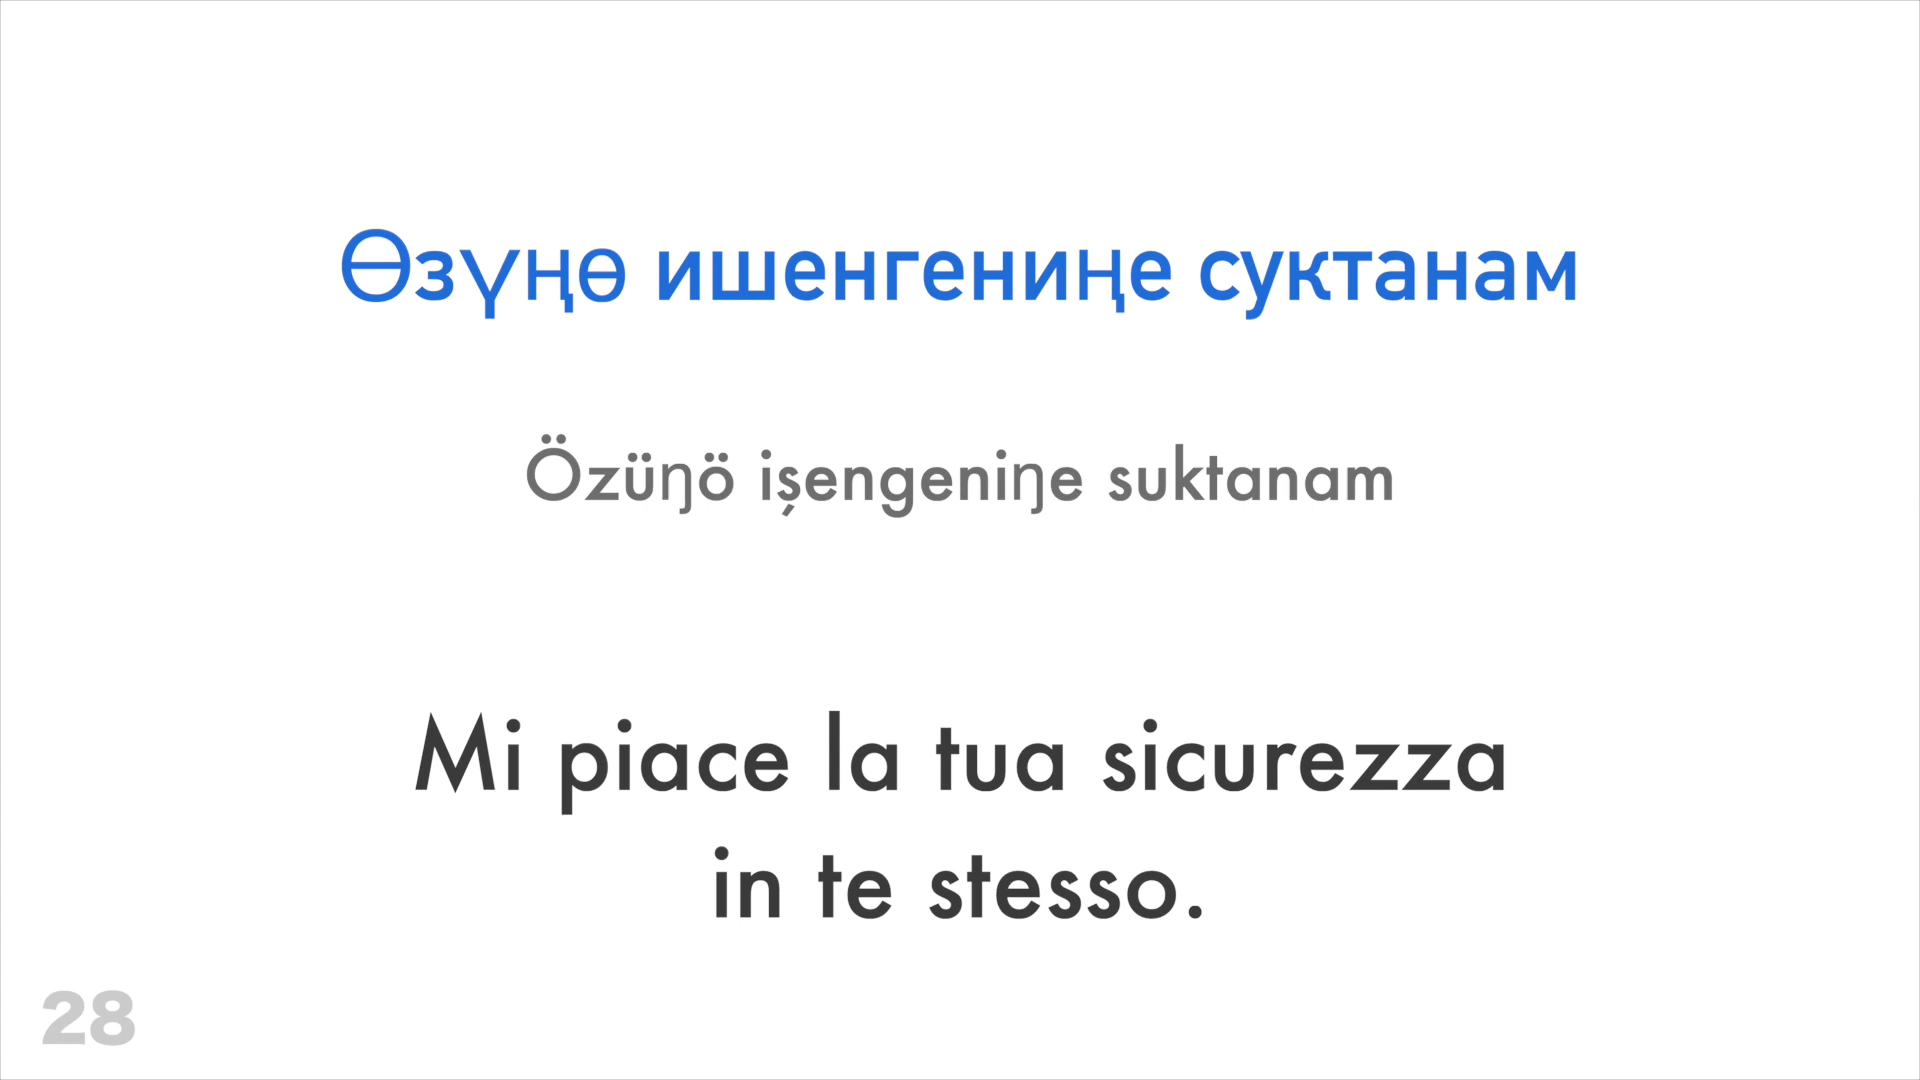 Өзүңө ишенгениңе суктанам
Özüŋö işengeniŋe suktanam
Mi piace la tua sicurezza
in te stesso.
28